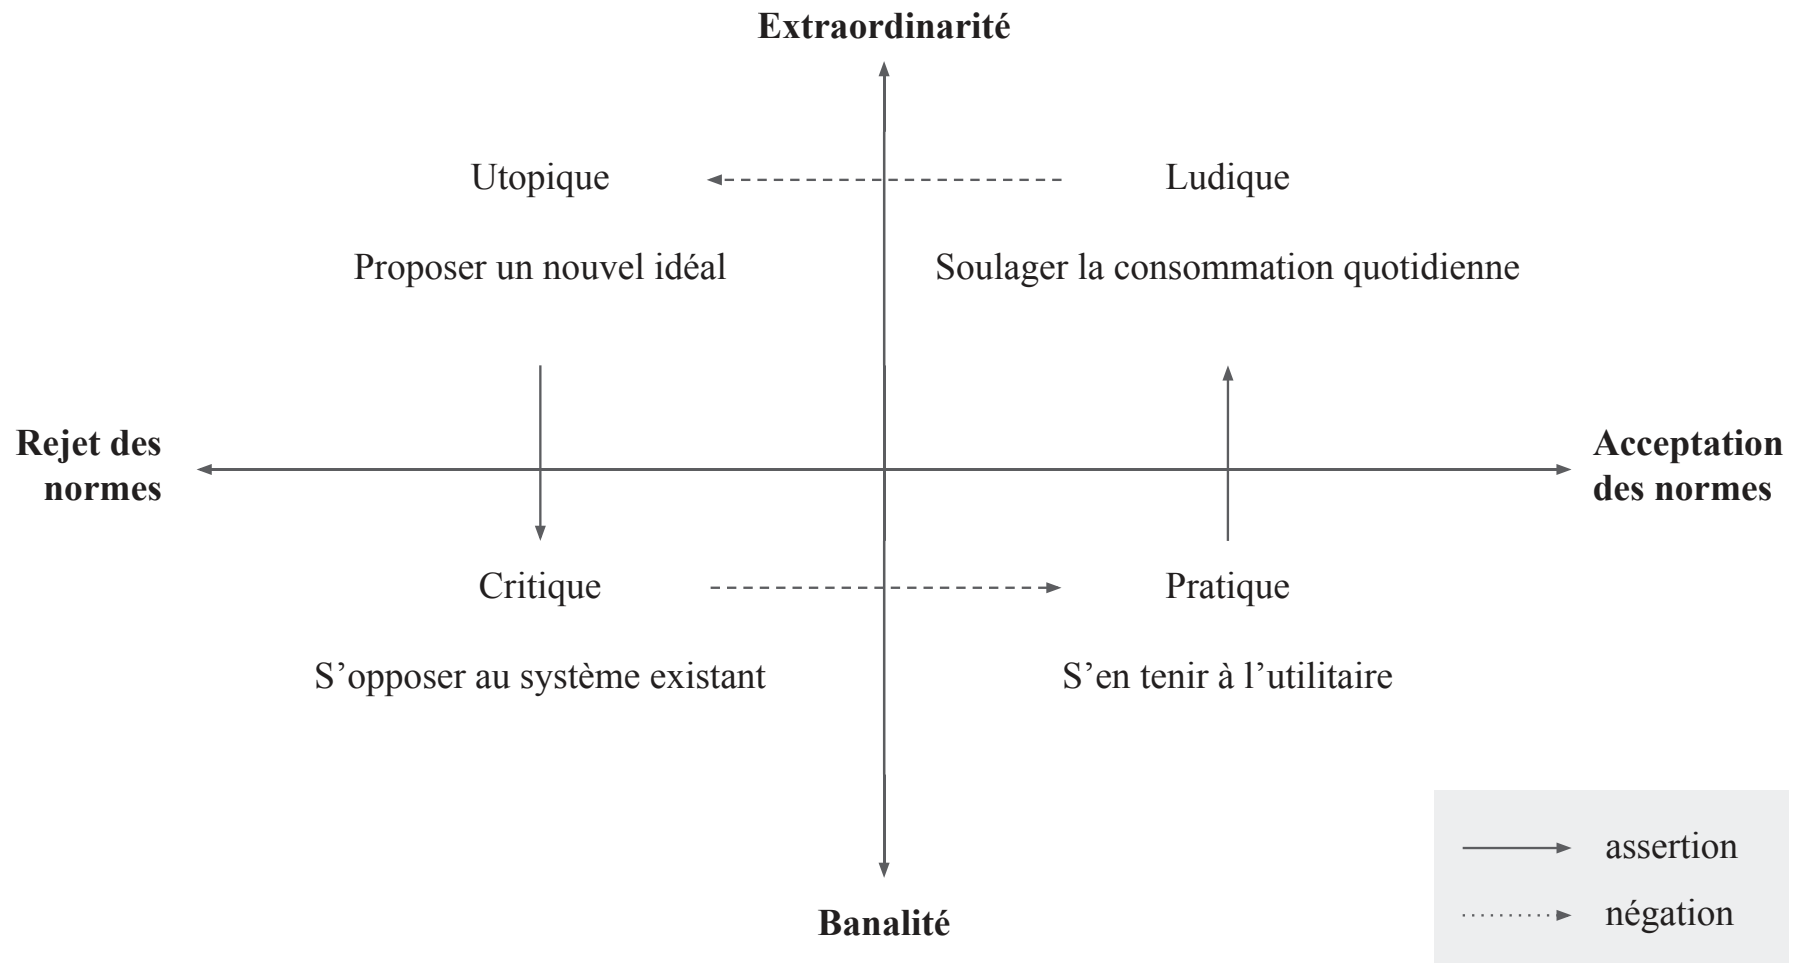 Extraordinarité
Utopique
Ludique
Proposer un nouvel idéal
Soulager la consommation quotidienne
Rejet des
normes
Acceptation
des normes
Critique
Pratique
S’opposer au système existant
S’en tenir à l’utilitaire
Banalité
assertion
négation